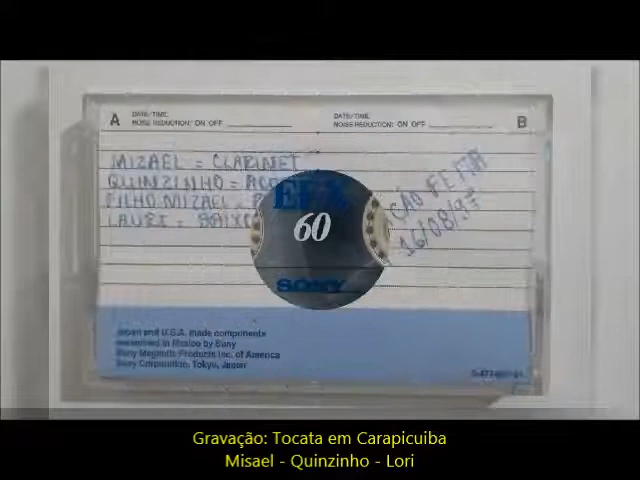 A DATE/TIME: DATE/TIME: B
NOISE REDUCTION: ON OFF NOISE REDUCTION: ON OFF
MIZAEL = CLARINET
QUINZINHO =
FILHO MIZAEL =
LAURI =
FEITA
16/08/97
60
SONY
Japan and U.S.A. made components
assembled in Mexico by Sony
Sony Magnetic Products Inc. of America
Sony Corporation, Tokyo, Japan
Gravação: Tocata em Carapicuiba
Misael - Quinzinho - Lori